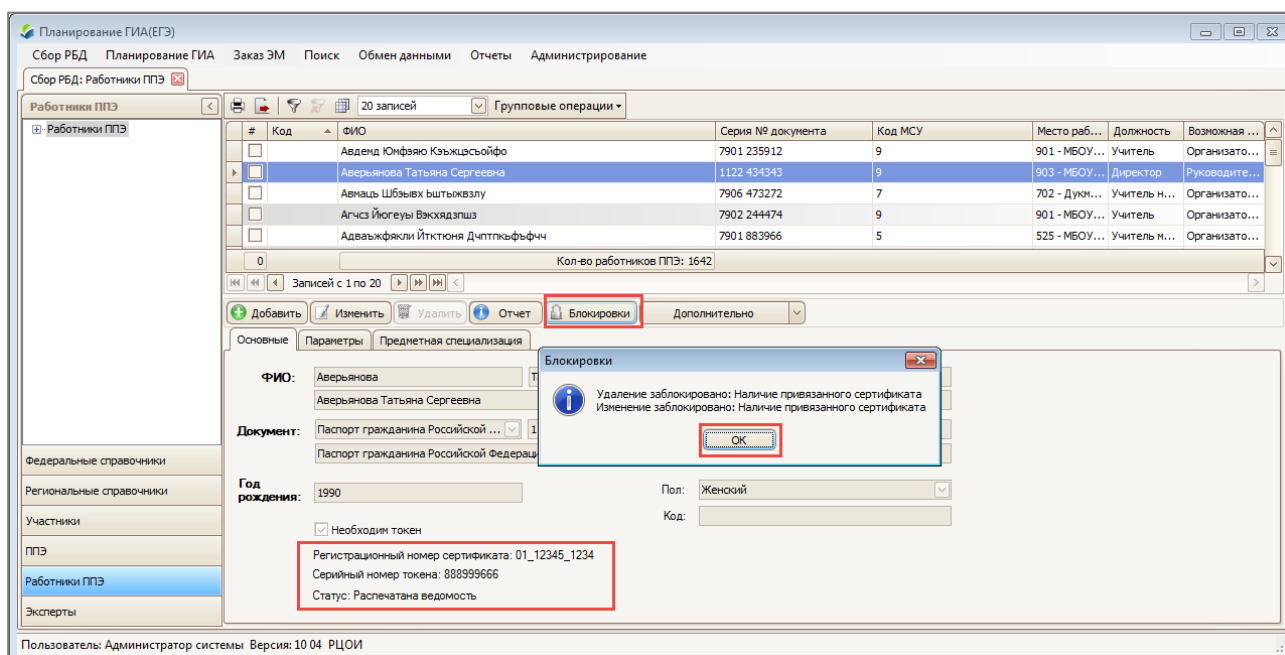 Планирование ГИА(ЕГЭ)
Сбор РБД Планирование ГИА Заказ ЭМ Поиск Обмен данными Отчеты Администрирование
Сбор РБД: Работники ППЭ
Работники ППЭ
20 записей Групповые операции
Работники ППЭ
# Код ФИО Серия № документа Код МСУ Место раб... Должность Возможная ...
Авдемд Юмфэяю Кэъжцэсъойфо 7901 235912 9 901 - МБОУ... Учитель Организато...
Аверьянова Татьяна Сергеевна 1122 434343 9 903 - МБОУ... Директор Руководите...
Авмащь Шбэывх Ьштыжвзлу 7906 473272 7 702 - Дукм... Учитель н... Организато...
Агчсз Йюгеуы Вэкхядзпшз 7902 244474 9 901 - МБОУ... Учитель Организато...
Адваъжфякли Йтктюня Дчптпкьфъфчч 7901 883966 5 525 - МБОУ... Учитель м... Организато...
0 Кол-во работников ППЭ: 1642
Записей с 1 по 20
Добавить Изменить Удалить Отчет Блокировки Дополнительно
Основные Параметры Предметная специализация
Блокировки
Удаление заблокировано: Наличие привязанного сертификата
Изменение заблокировано: Наличие привязанного сертификата
OK
ФИО: Аверьянова Т
Аверьянова Татьяна Сергеевна
Документ: Паспорт гражданина Российской ... 1
Паспорт гражданина Российской Федерац
Год рождения: 1990
Пол: Женский
Код:
Необходим токен
Регистрационный номер сертификата: 01_12345_1234
Серийный номер токена: 888999666
Статус: Распечатана ведомость
Федеральные справочники
Региональные справочники
Участники
ППЭ
Работники ППЭ
Эксперты
Пользователь: Администратор системы Версия: 10 04 РЦОИ